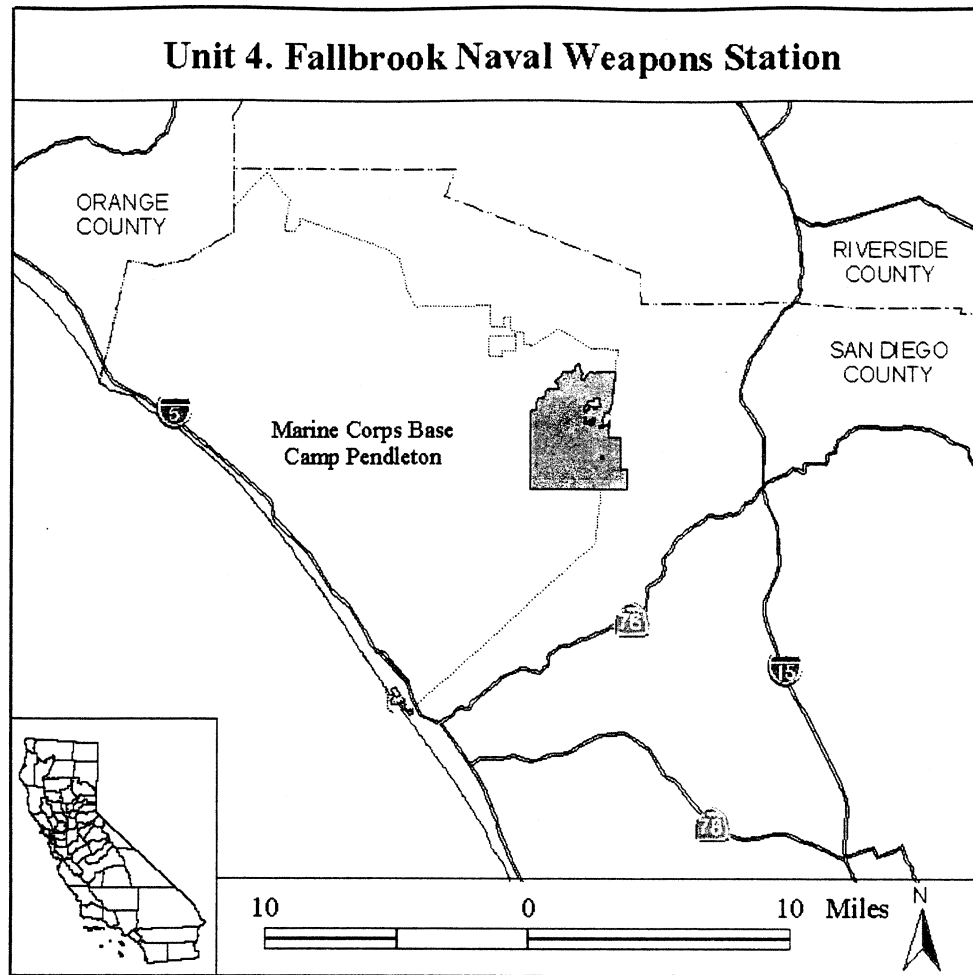 Unit 4. Fallbrook Naval Weapons Station
ORANGE
COUNTY
RIVERSIDE
COUNTY
SAN DIEGO
COUNTY
5
Marine Corps Base
Camp Pendleton
76
15
78
10 0 10 Miles
N